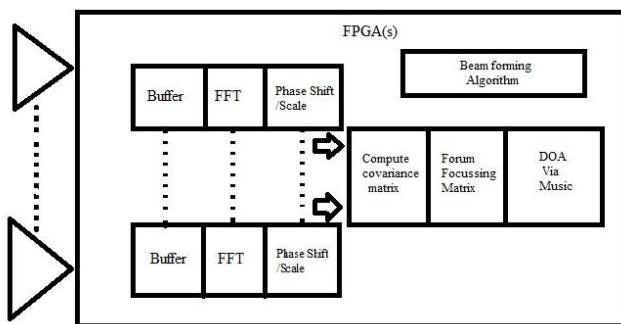 FPGA(s)
Beam forming
Algorithm
Buffer
FFT
Phase Shift
/Scale
Compute
covariance
matrix
Forum
Focussing
Matrix
DOA
Via
Music
Buffer
FFT
Phase Shift
/Scale